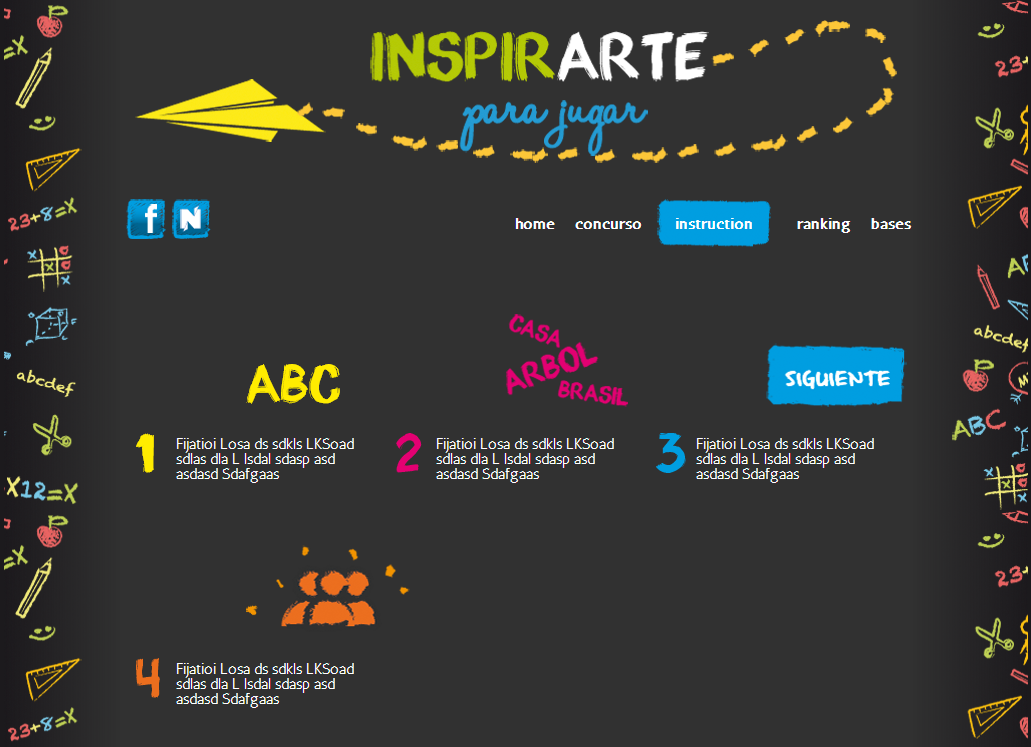 INSPIRARTE
para jugar
f N
home concurso instruction ranking bases
CASA
ARBOL
BRASIL
ABC
SIGUIENTE
1 Fijatioi Losa ds sdkls LKSoad
sdlas dla L lsdal sdasp asd
asdasd Sdafgaas
2 Fijatioi Losa ds sdkls LKSoad
sdlas dla L lsdal sdasp asd
asdasd Sdafgaas
3 Fijatioi Losa ds sdkls LKSoad
sdlas dla L lsdal sdasp asd
asdasd Sdafgaas
4 Fijatioi Losa ds sdkls LKSoad
sdlas dla L lsdal sdasp asd
asdasd Sdafgaas
23+8=X
abcdef
X12=X
23+8=X
abcdef
ABC